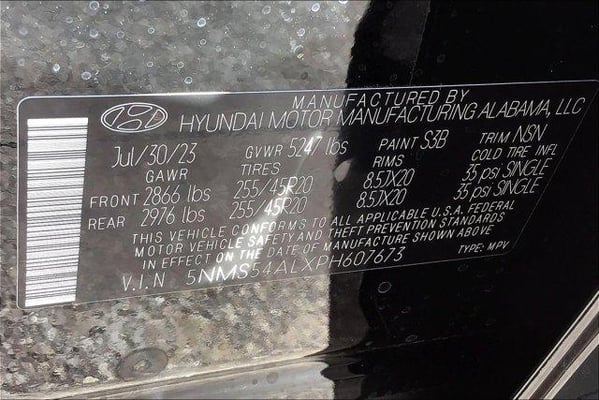 MANUFACTURED BY
HYUNDAI MOTOR MANUFACTURING ALABAMA, LLC
Jul/30/23 GVWR 5247 lbs PAINT S3B TRIM NSN
GAWR TIRES RIMS COLD TIRE INFL
FRONT 2866 lbs 255/45R20 8.5JX20 35 psi SINGLE
REAR 2976 lbs 255/45R20 8.5JX20 35 psi SINGLE
THIS VEHICLE CONFORMS TO ALL APPLICABLE U.S.A. FEDERAL
MOTOR VEHICLE SAFETY AND THEFT PREVENTION STANDARDS
IN EFFECT ON THE DATE OF MANUFACTURE SHOWN ABOVE
V.I.N 5NMS54ALXPH607673 TYPE: MPV